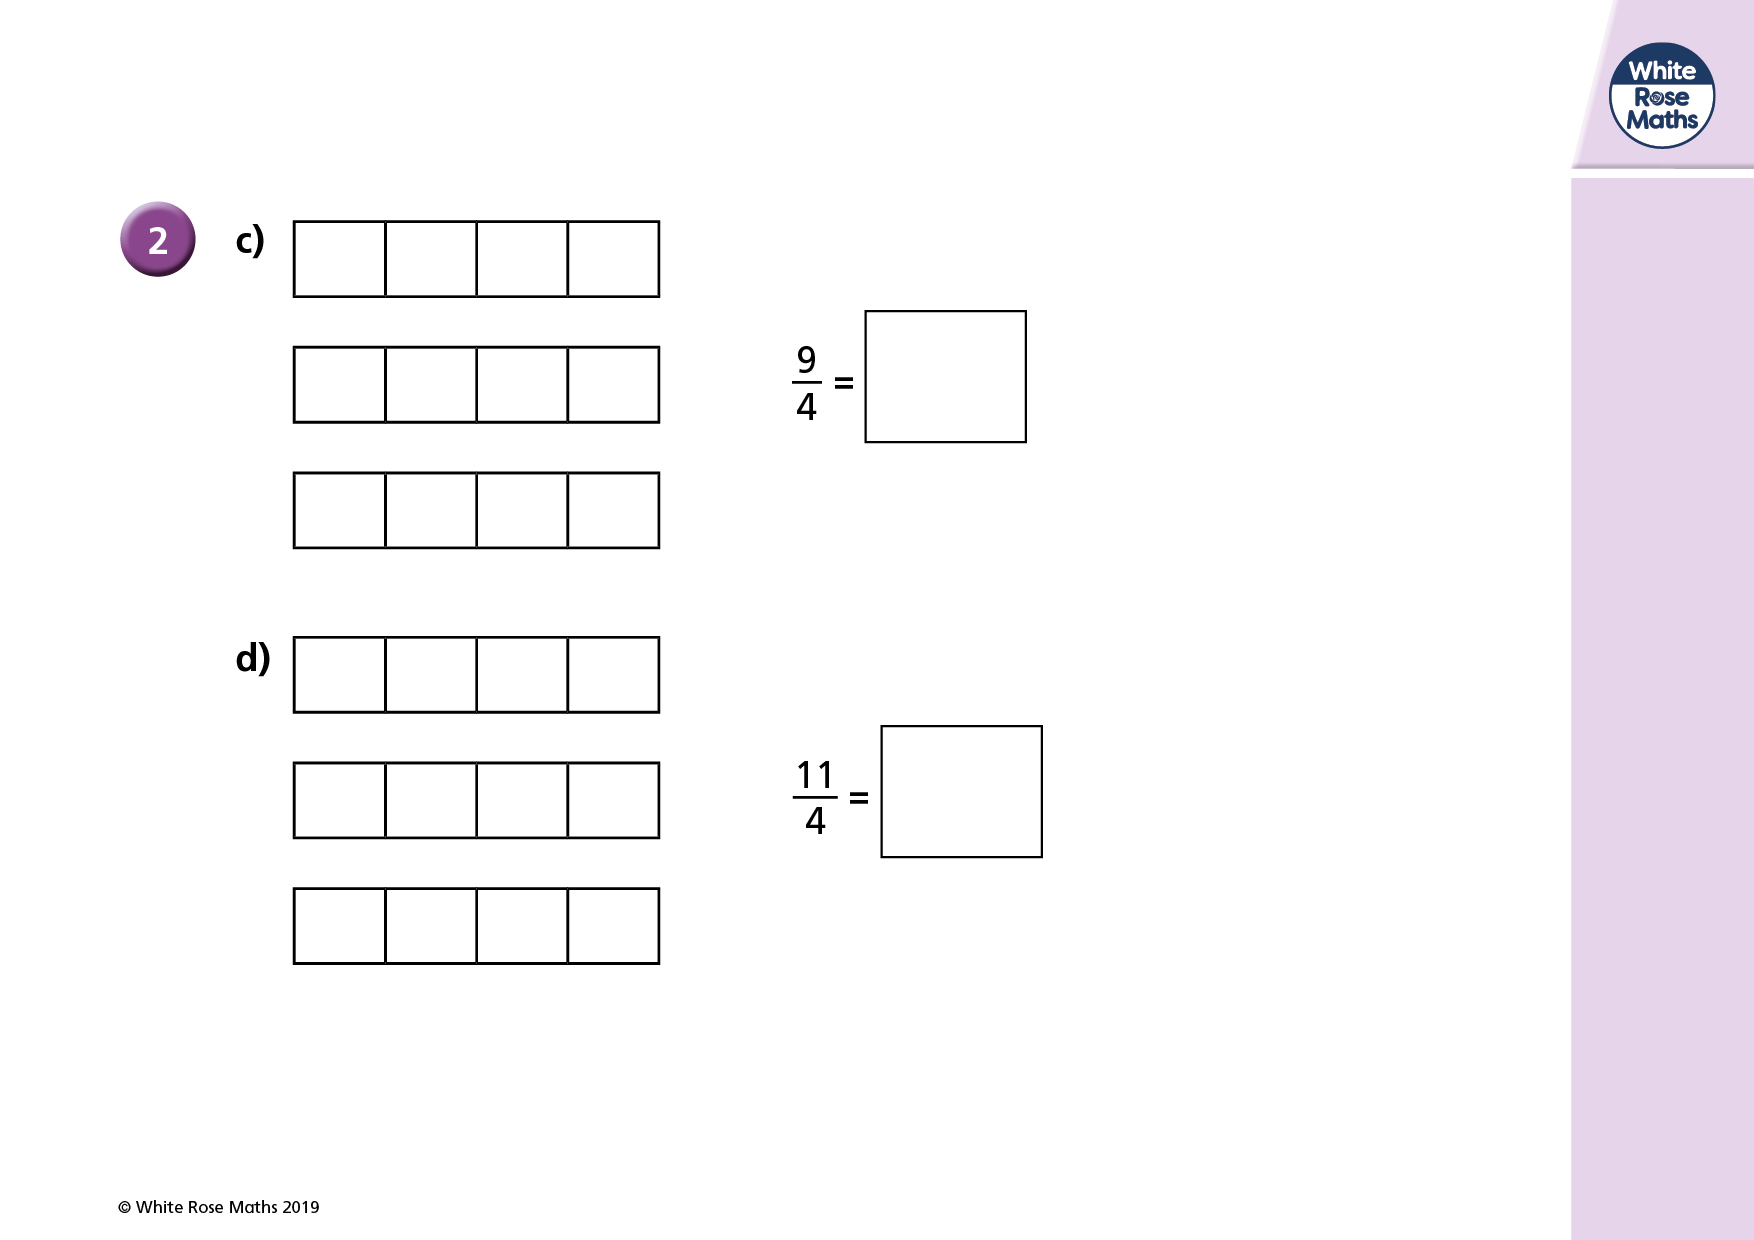 White
Rose
Maths
2 c)
9/4 =
d)
11/4 =
© White Rose Maths 2019